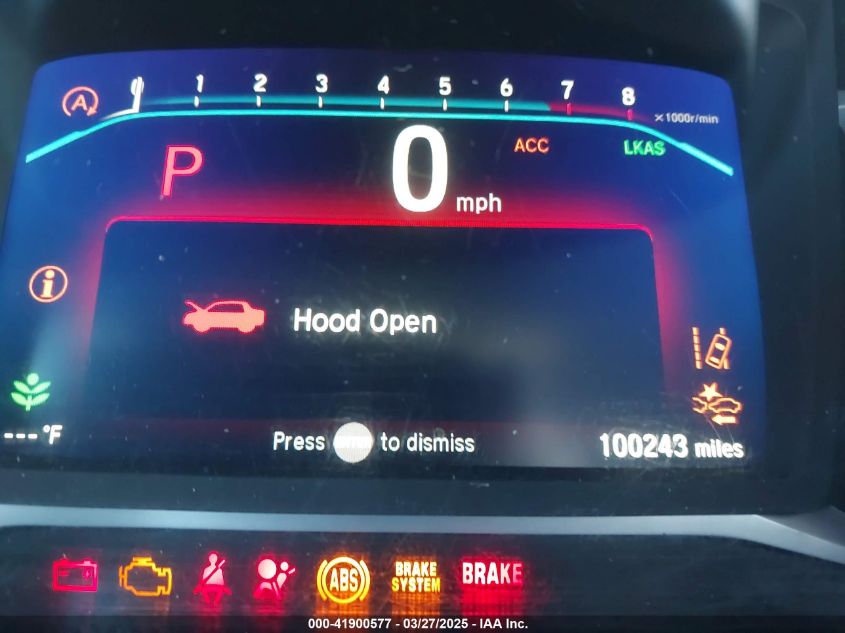 0 1 2 3 4 5 6 7 8
x1000r/min
A
P 0 mph ACC LKAS
i
Hood Open
--- °F
Press to dismiss
100243 miles
ABS
BRAKE SYSTEM
BRAKE
000-41900577 - 03/27/2025 - IAA Inc.